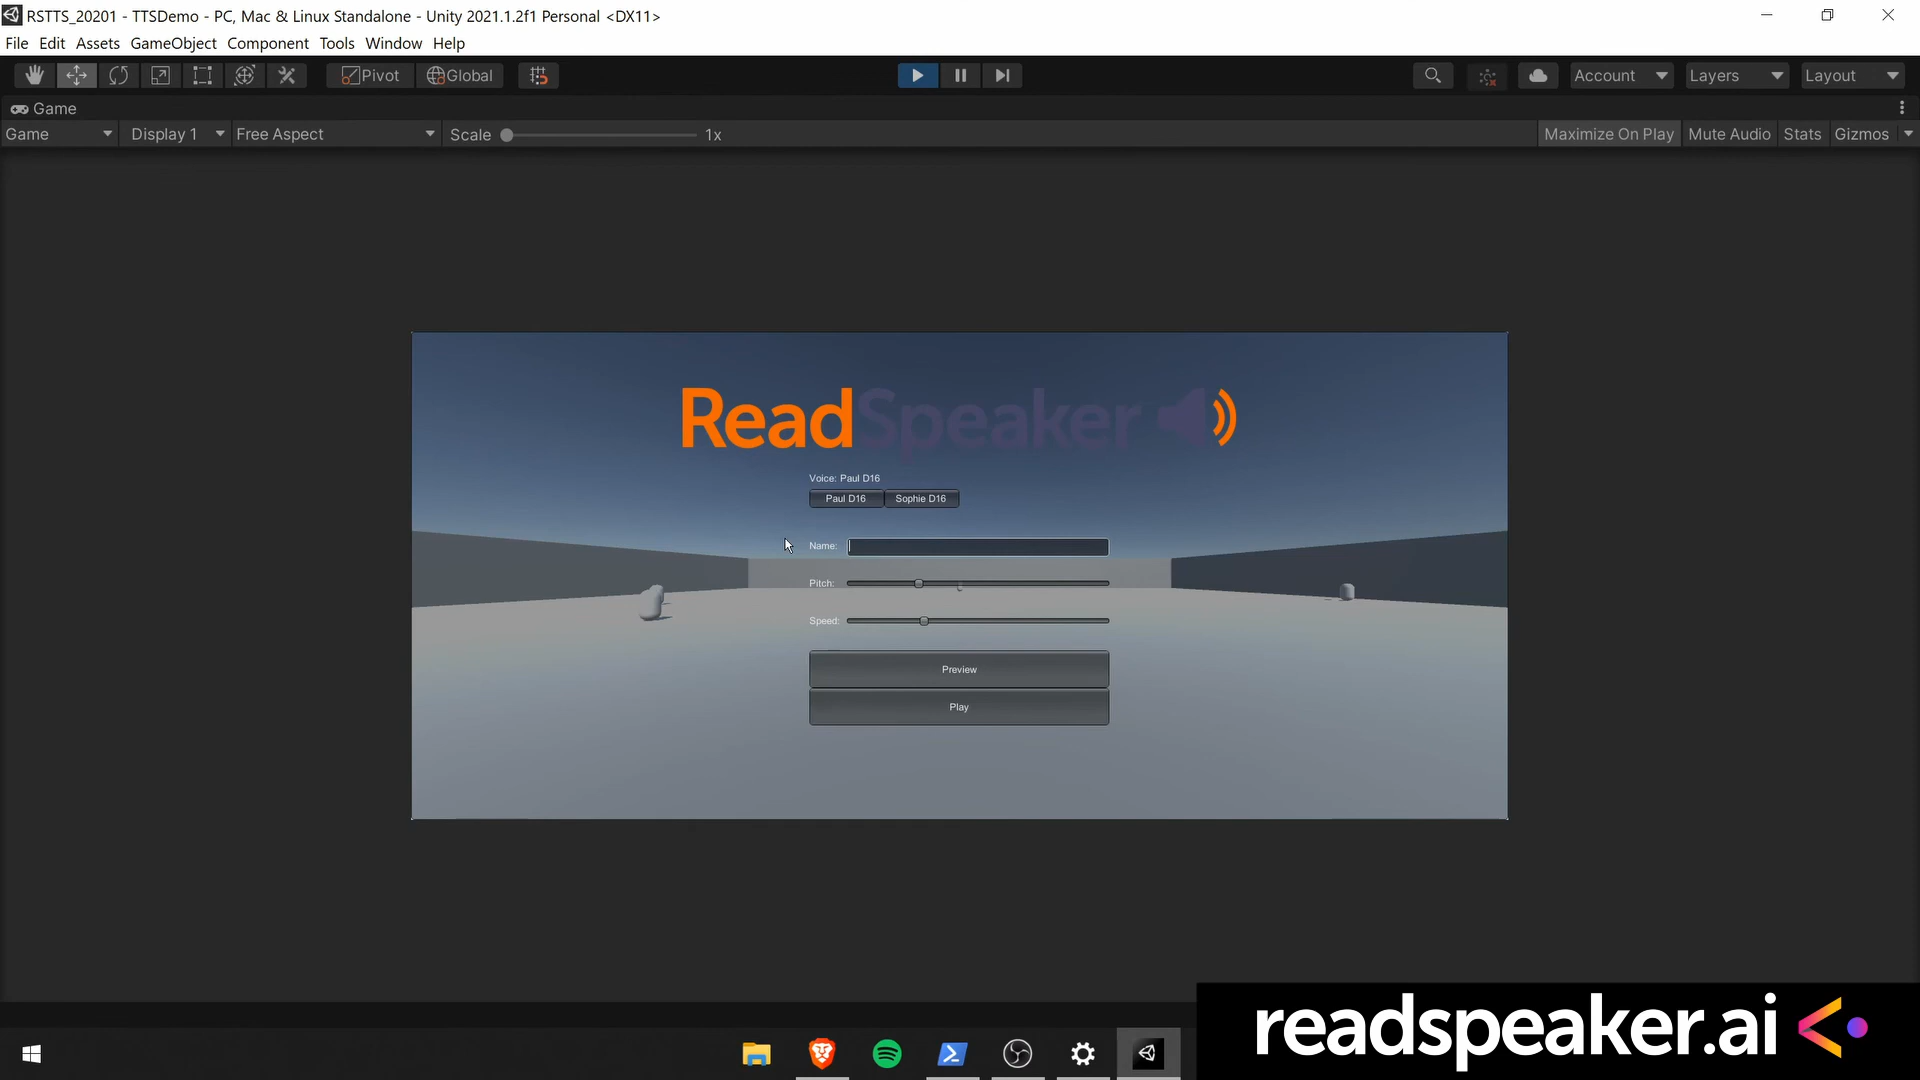 RSTTS_20201 - TTSDemo - PC, Mac & Linux Standalone - Unity 2021.1.2f1 Personal <DX11>
File Edit Assets GameObject Component Tools Window Help
Pivot Global Account Layers Layout
Game
Game Display 1 Free Aspect Scale 1x Maximize On Play Mute Audio Stats Gizmos
ReadSpeaker
Voice: Paul D16
Paul D16 Sophie D16
Name:
Pitch:
Speed:
Preview
Play
readspeaker.ai